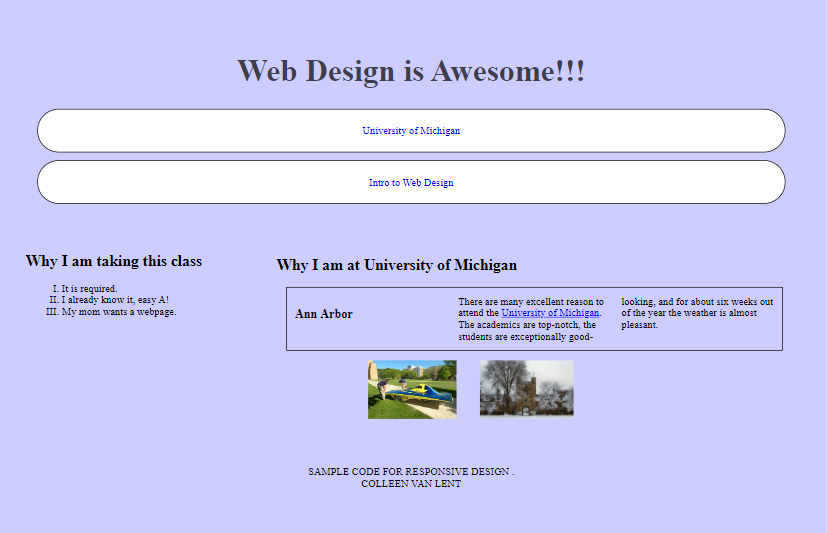 Web Design is Awesome!!!
University of Michigan
Intro to Web Design
Why I am taking this class
I. It is required.
II. I already know it, easy A!
III. My mom wants a webpage.
Why I am at University of Michigan
Ann Arbor
There are many excellent reason to
attend the University of Michigan.
The academics are top-notch, the
students are exceptionally good-
looking, and for about six weeks out
of the year the weather is almost
pleasant.
SAMPLE CODE FOR RESPONSIVE DESIGN .
COLLEEN VAN LENT